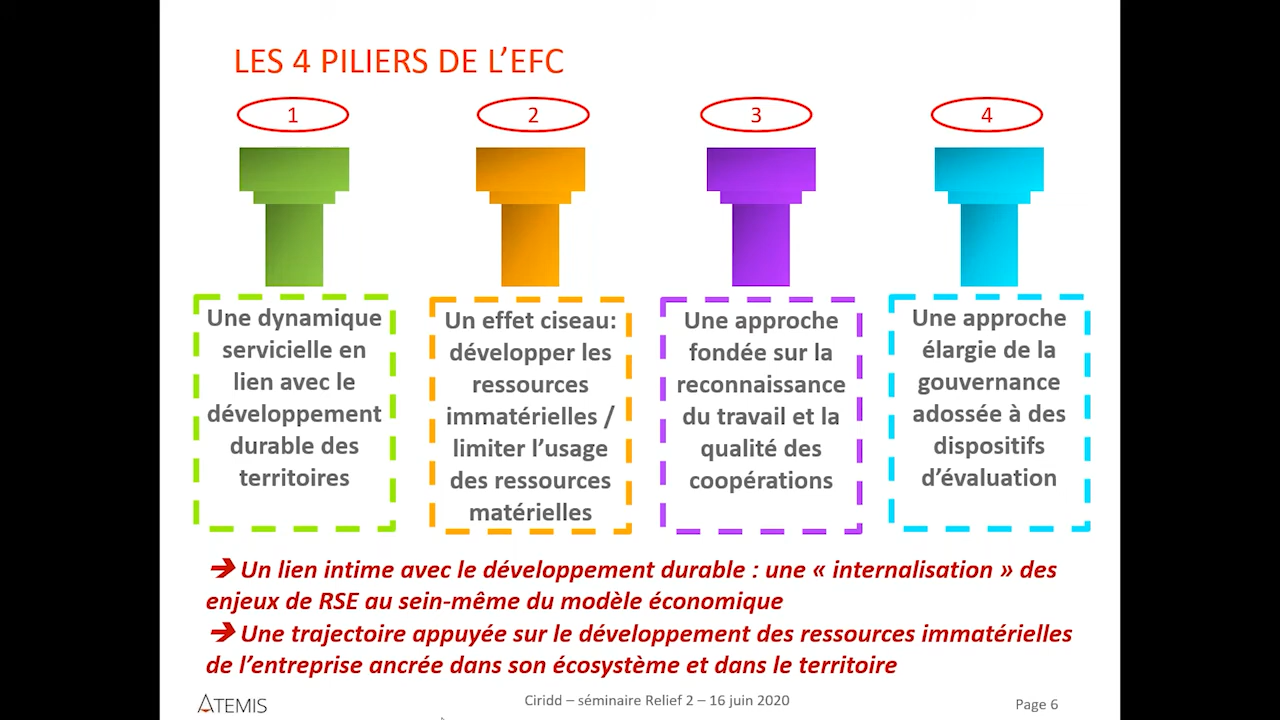 LES 4 PILIERS DE L’EFC
1
2
3
4
Une dynamique
servicielle en
lien avec le
développement
durable des
territoires
Un effet ciseau:
développer les
ressources
immatérielles /
limiter l’usage
des ressources
matérielles
Une approche
fondée sur la
reconnaissance
du travail et la
qualité des
coopérations
Une approche
élargie de la
gouvernance
adossée à des
dispositifs
d’évaluation
➔ Un lien intime avec le développement durable : une « internalisation » des
enjeux de RSE au sein-même du modèle économique
➔ Une trajectoire appuyée sur le développement des ressources immatérielles
de l’entreprise ancrée dans son écosystème et dans le territoire
ATEMIS
Ciridd – séminaire Relief 2 – 16 juin 2020
Page 6